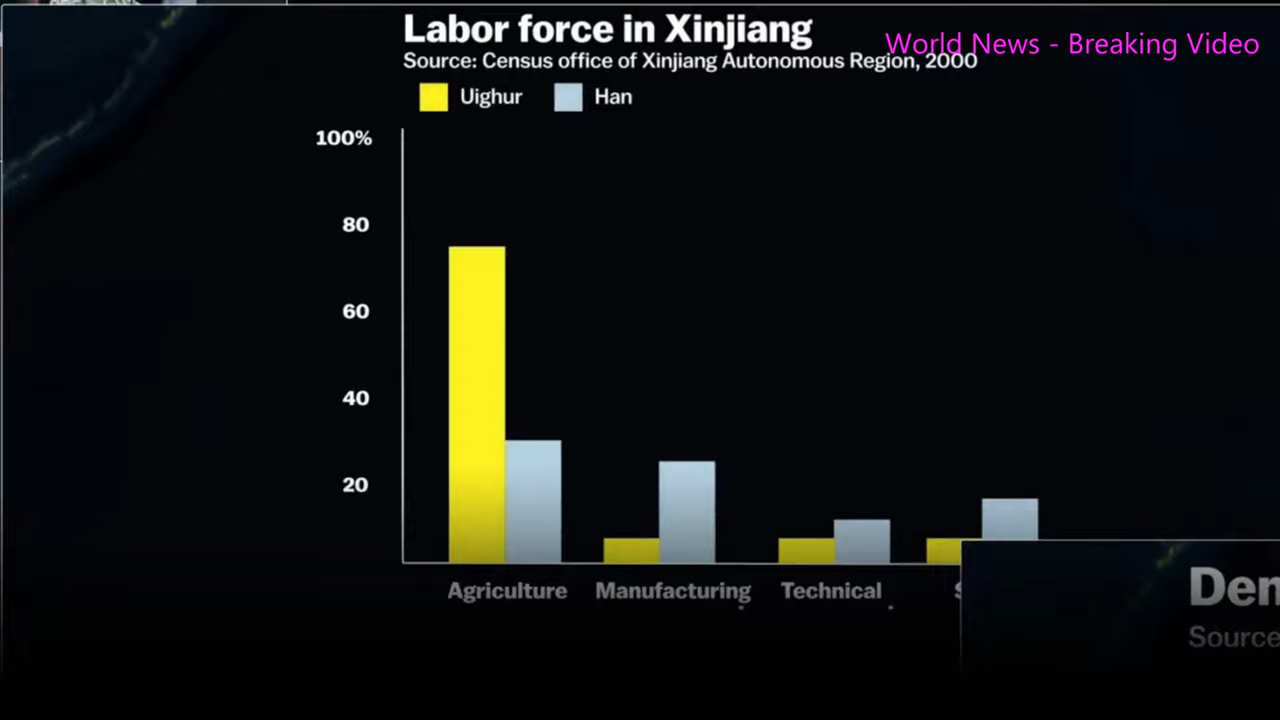 Labor force in Xinjiang
World News - Breaking Video
Source: Census office of Xinjiang Autonomous Region, 2000
Uighur Han
100%
80
60
40
20
Agriculture Manufacturing Technical
Den
Source